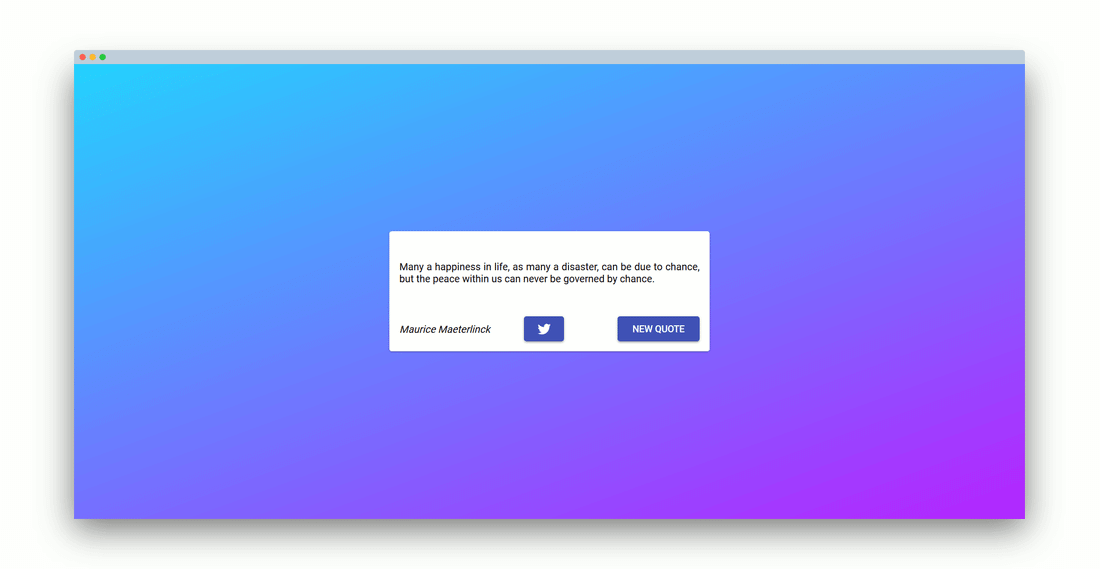 Many a happiness in life, as many a disaster, can be due to chance,
but the peace within us can never be governed by chance.
Maurice Maeterlinck
NEW QUOTE